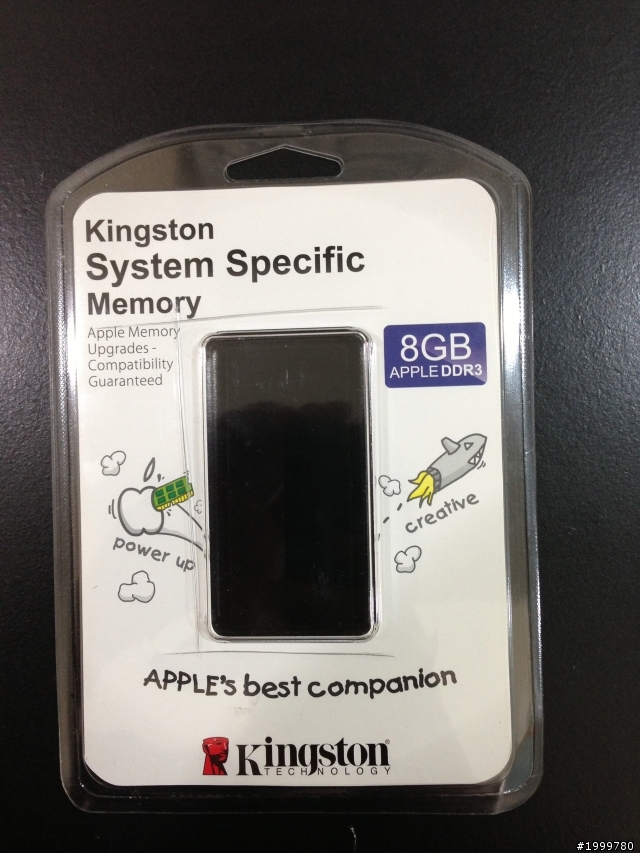 Kingston
System Specific
Memory
Apple Memory
Upgrades -
Compatibility
Guaranteed
8GB
APPLE DDR3
power up
creative
APPLE's best companion
Kingston®
TECHNOLOGY
#1999780